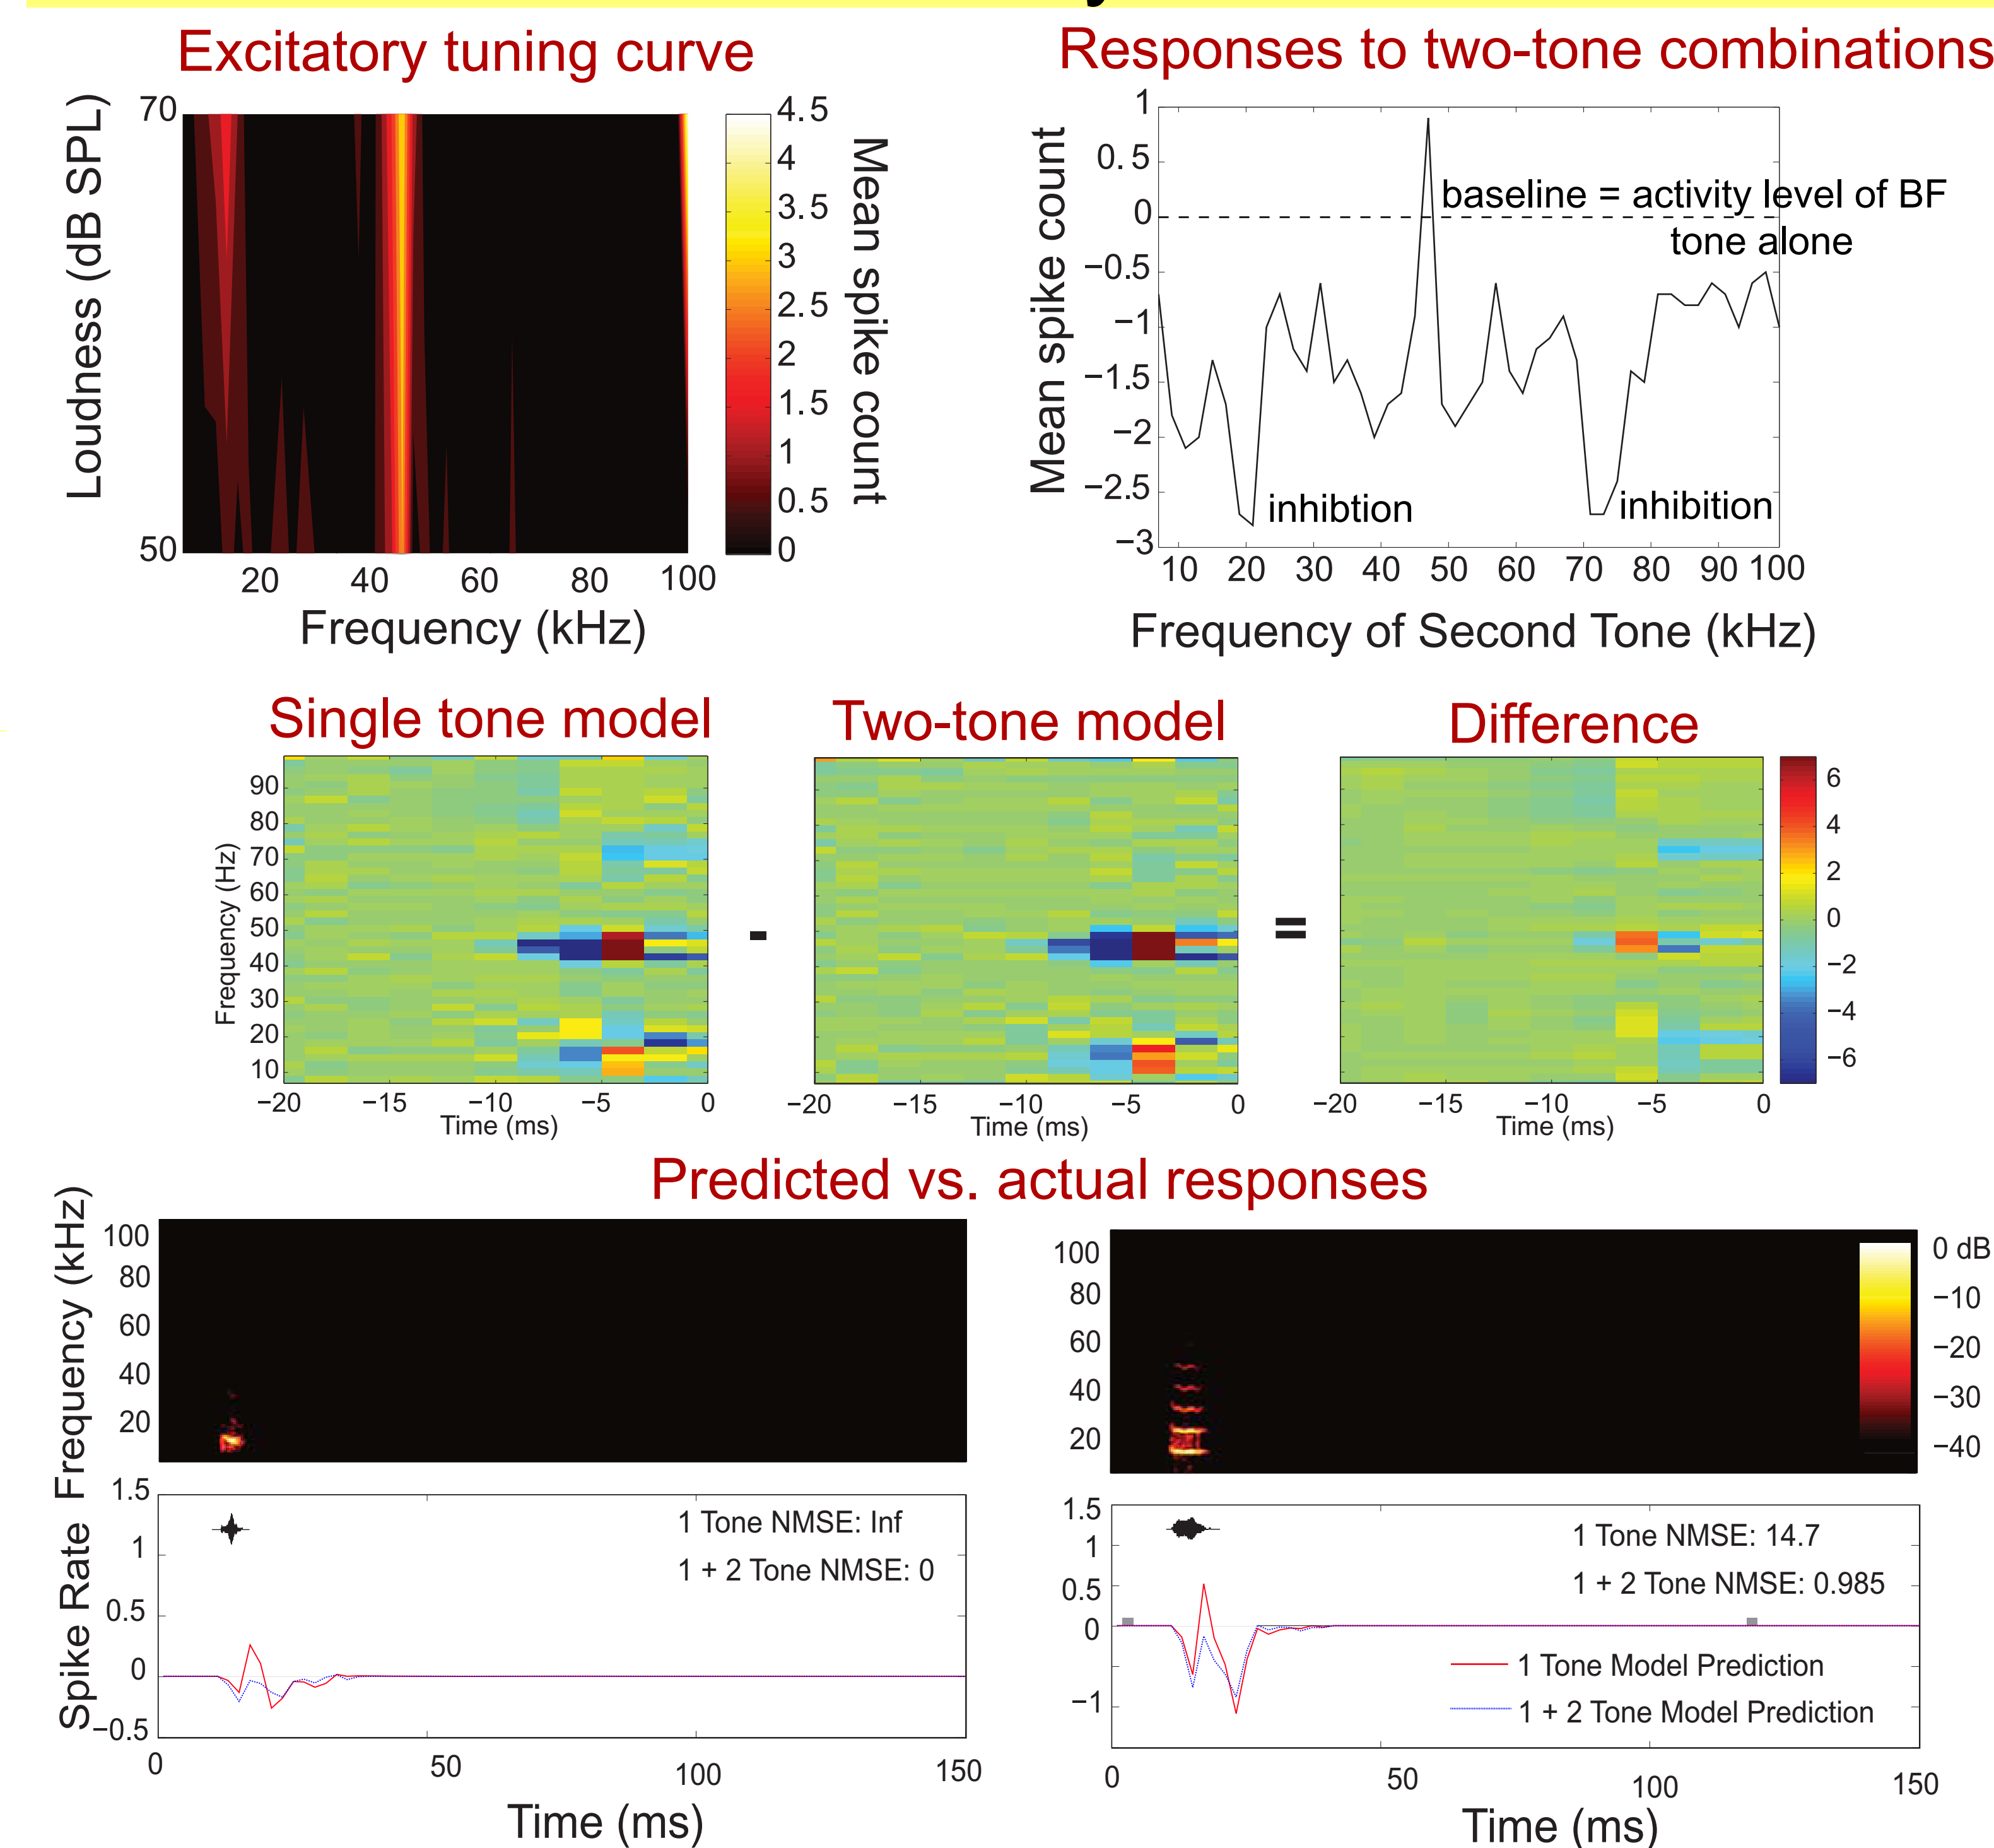 Excitatory tuning curve
Loudness (dB SPL)
70
50
20 40 60 80 100
Frequency (kHz)
4.5
4
3.5
3
2.5
2
1.5
1
0.5
0
Mean spike count
Responses to two-tone combinations
Mean spike count
1
0.5
0
−0.5
−1
−1.5
−2
−2.5
−3
baseline = activity level of BF
tone alone
inhibtion
inhibition
10 20 30 40 50 60 70 80 90 100
Frequency of Second Tone (kHz)
Single tone model
Frequency (Hz)
90
80
70
60
50
40
30
20
10
−20 −15 −10 −5 0
Time (ms)
-
Two-tone model
−20 −15 −10 −5 0
Time (ms)
=
Difference
−20 −15 −10 −5 0
Time (ms)
6
4
2
0
−2
−4
−6
Predicted vs. actual responses
Frequency (kHz)
100
80
60
40
20
Spike Rate
1.5
1
0.5
0
−0.5
1 Tone NMSE: Inf
1 + 2 Tone NMSE: 0
0 50 100 150
Time (ms)
100
80
60
40
20
0 dB
−10
−20
−30
−40
1.5
1
0.5
0
−1
1 Tone NMSE: 14.7
1 + 2 Tone NMSE: 0.985
1 Tone Model Prediction
1 + 2 Tone Model Prediction
0 50 100 150
Time (ms)